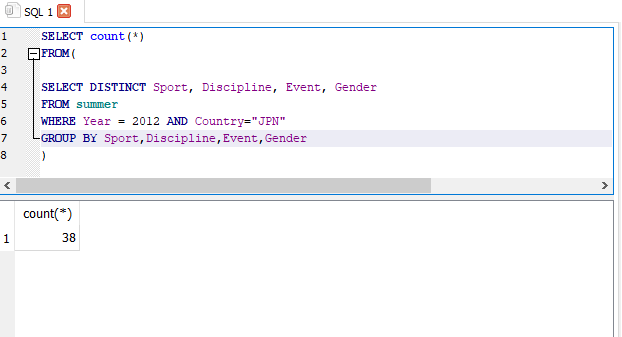 SQL 1
1 SELECT count(*)
2 FROM(
3
4 SELECT DISTINCT Sport, Discipline, Event, Gender
5 FROM summer
6 WHERE Year = 2012 AND Country="JPN"
7 GROUP BY Sport,Discipline,Event,Gender
8 )
count(*)
1 38